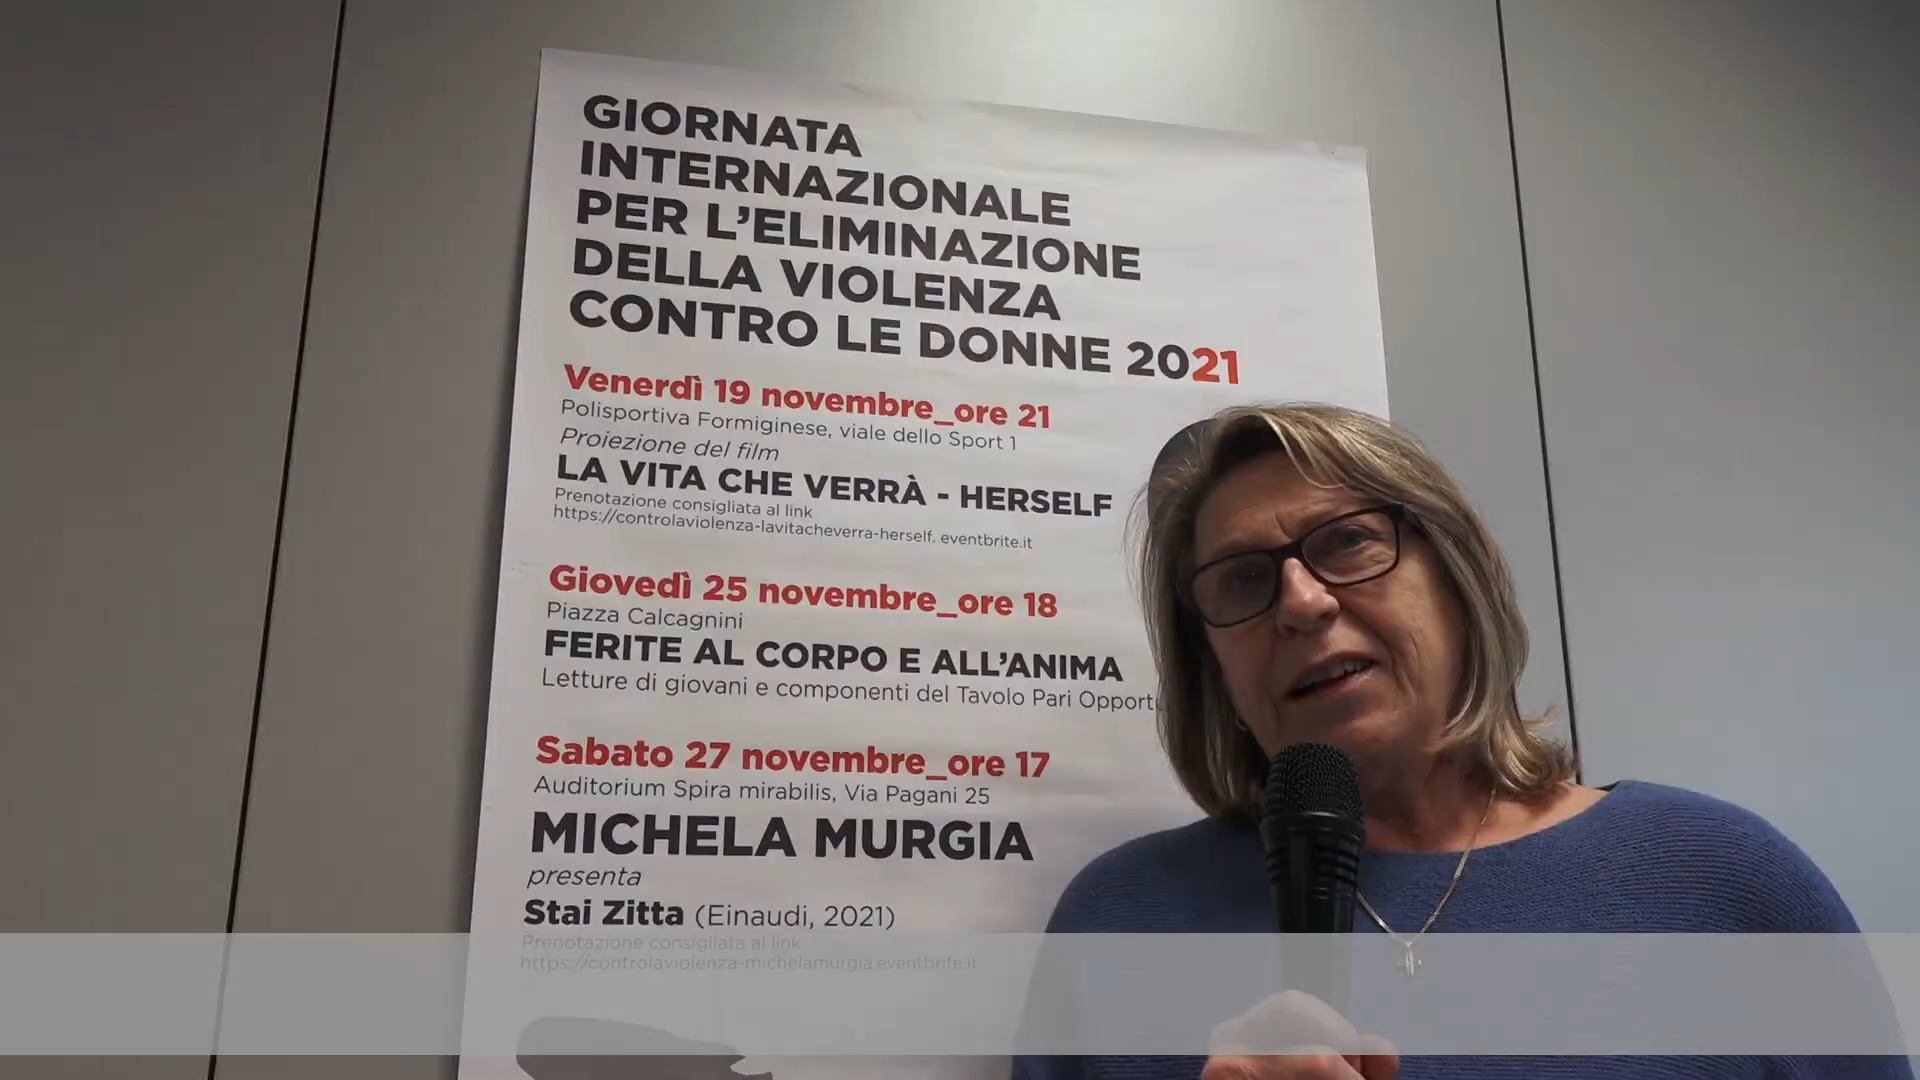 GIORNATA
INTERNAZIONALE
PER L'ELIMINAZIONE
DELLA VIOLENZA
CONTRO LE DONNE 2021
Venerdì 19 novembre_ore 21
Polisportiva Formiginese, viale dello Sport 1
Proiezione del film
LA VITA CHE VERRÀ - HERSELF
Prenotazione consigliata al link
https://controlaviolenza-lavitacheverra-herself. eventbrite.it
Giovedì 25 novembre_ore 18
Piazza Calcagnini
FERITE AL CORPO E ALL'ANIMA
Letture di giovani e componenti del Tavolo Pari
Sabato 27 novembre_ore 17
Auditorium Spira mirabilis, Via Pagani 25
MICHELA MURGIA
presenta
Stai Zitta (Einaudi, 2021)
Prenotazione consigliata al link
https://controlaviolenza-michelamurgia.eventbrite.it